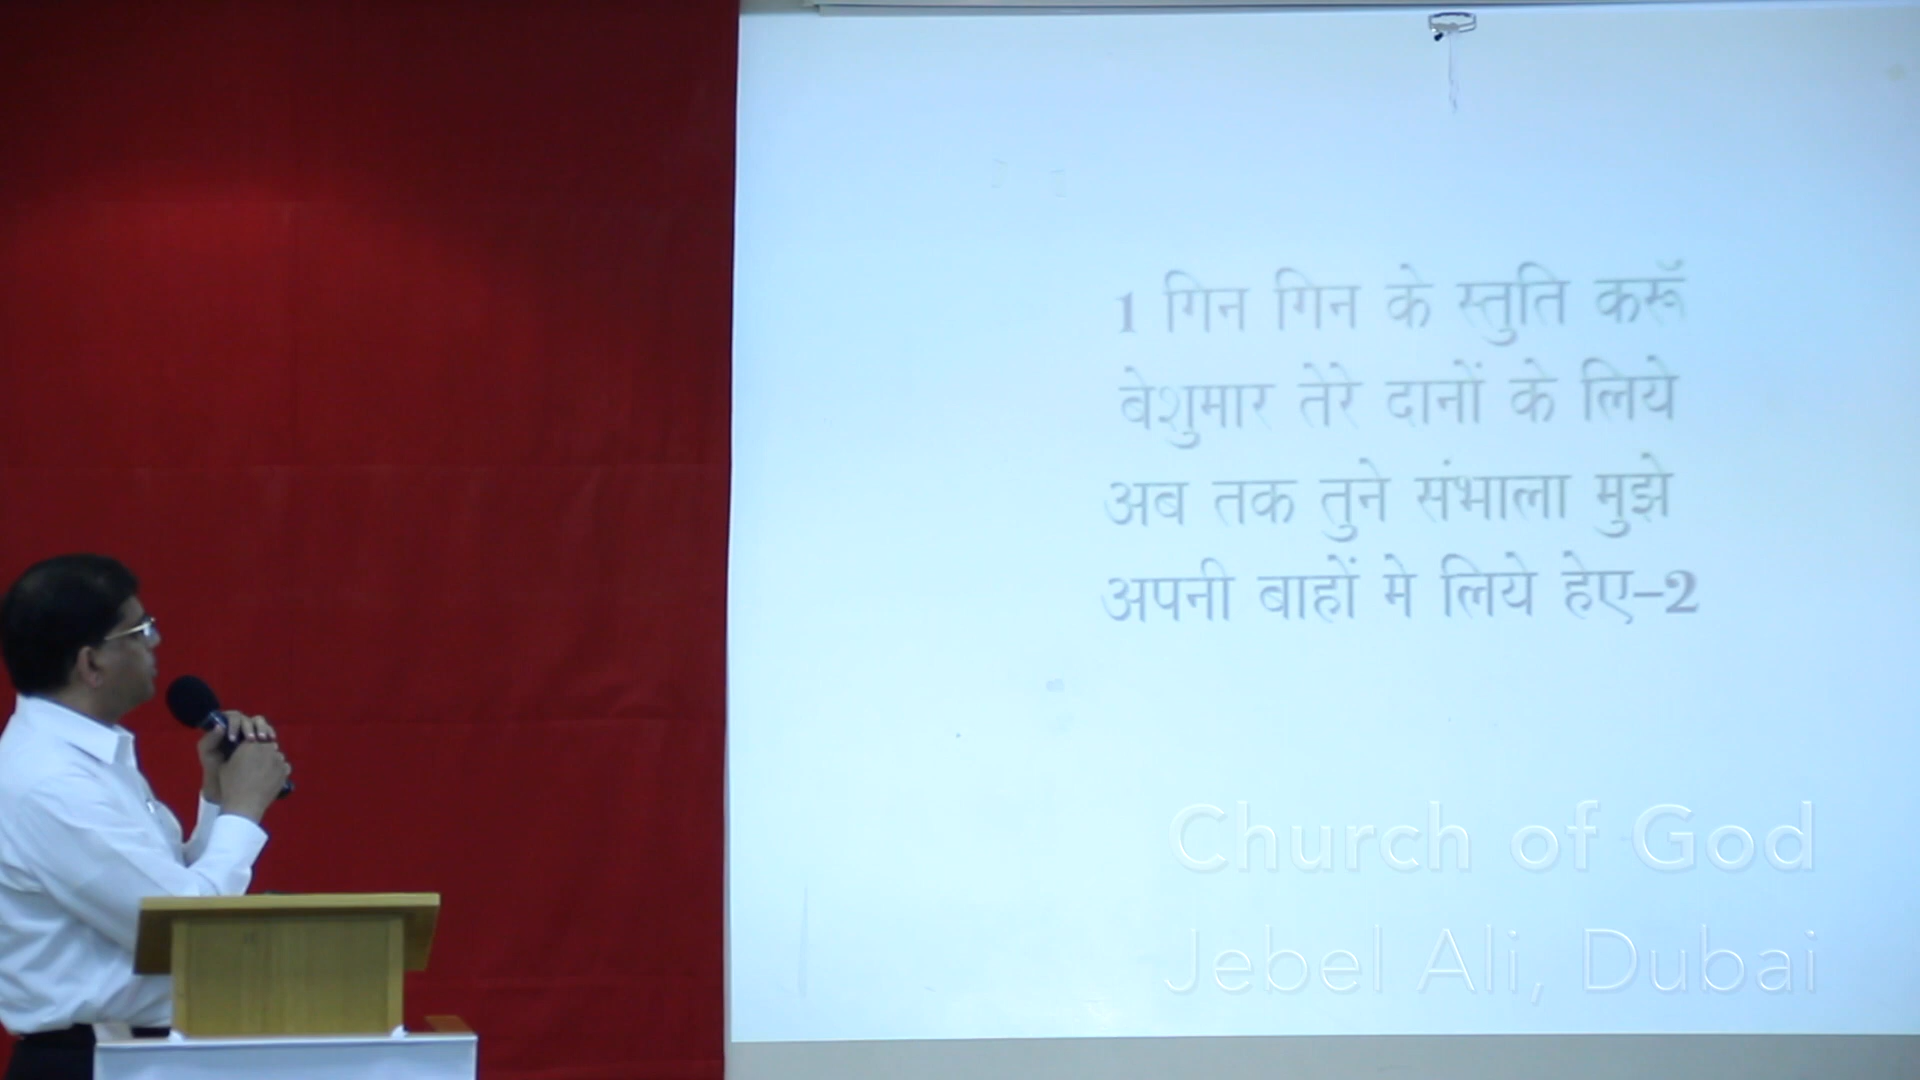 1 गिन गिन के स्तुति करूॅ
बेशुमार तेरे दानों के लिये
अब तक तुने संभाला मुझे
अपनी बाहों मे लिये हेए–2
Church of God
Jebel Ali, Dubai